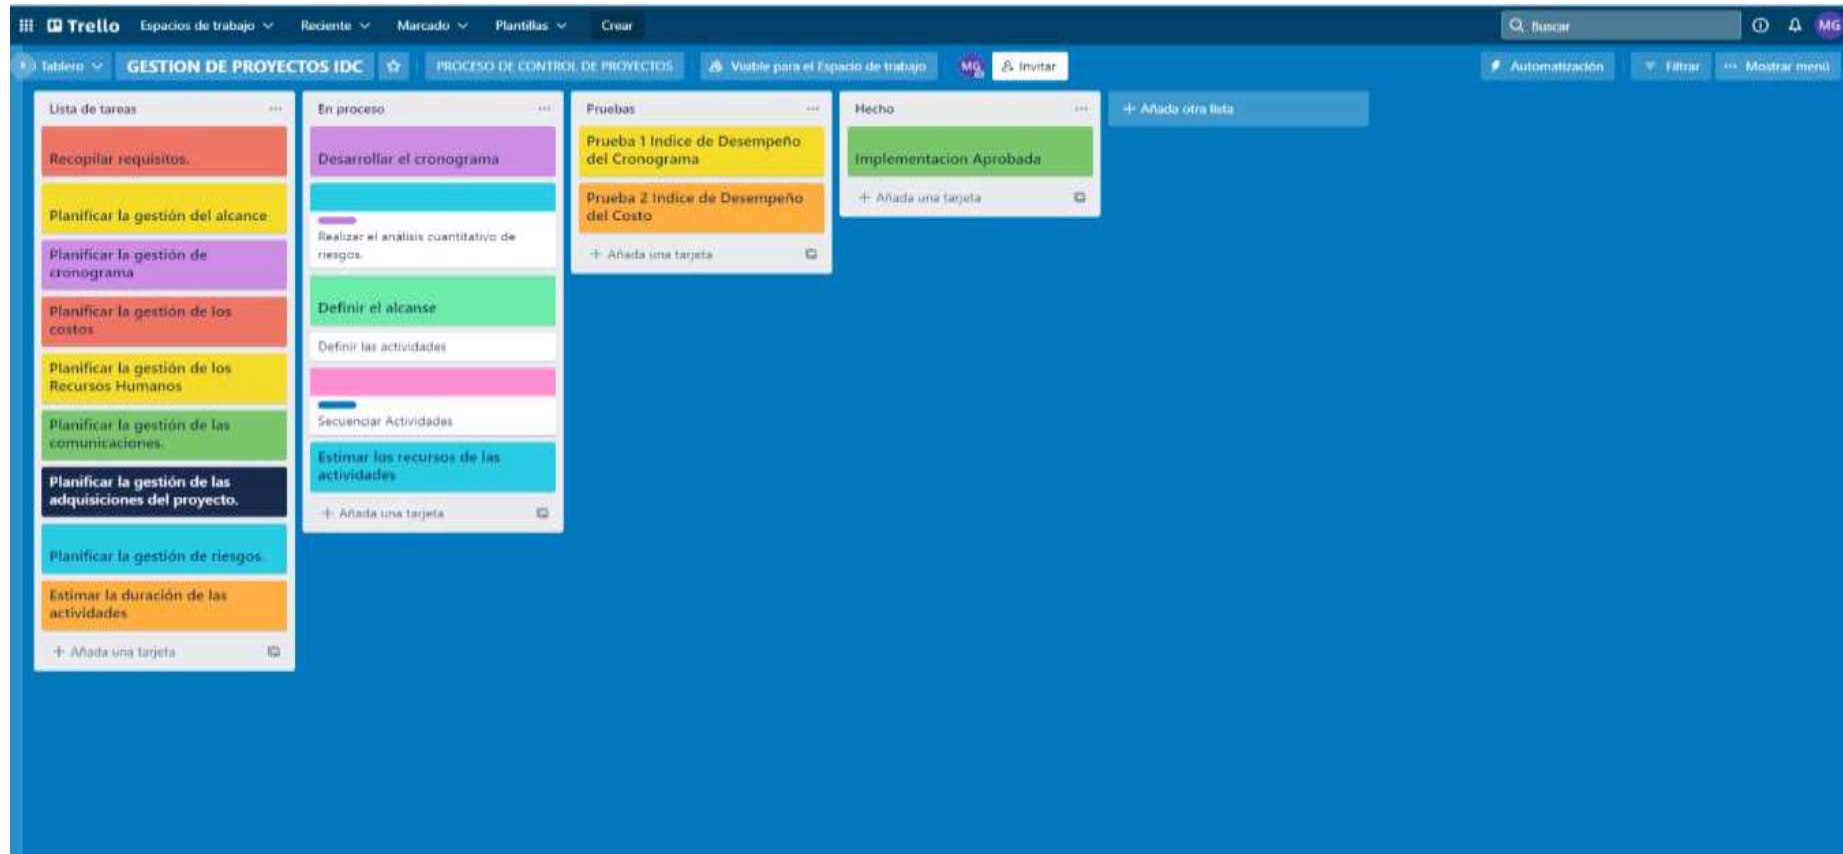 Trello Espacios de trabajo Reciente Marcado Plantillas Crear Buscar MG
Tablero GESTION DE PROYECTOS IDC PROCESO DE CONTROL DE PROYECTOS Visible para el Espacio de trabajo MG Invitar Automatización Filtrar Mostrar menú
Lista de tareas
Recopilar requisitos.
Planificar la gestión del alcance
Planificar la gestión de
cronograma
Planificar la gestión de los
costos
Planificar la gestión de los
Recursos Humanos
Planificar la gestión de las
comunicaciones.
Planificar la gestión de las
adquisiciones del proyecto.
Planificar la gestión de riesgos.
Estimar la duración de las
actividades
+ Añada una tarjeta
En proceso
Desarrollar el cronograma
Realizar el análisis cuantitativo de
riesgos.
Definir el alcanse
Definir las actividades
Secuenciar Actividades
Estimar los recursos de las
actividades
+ Añada una tarjeta
Pruebas
Prueba 1 Indice de Desempeño
del Cronograma
Prueba 2 Indice de Desempeño
del Costo
+ Añada una tarjeta
Hecho
Implementacion Aprobada
+ Añada una tarjeta
+ Añada otra lista